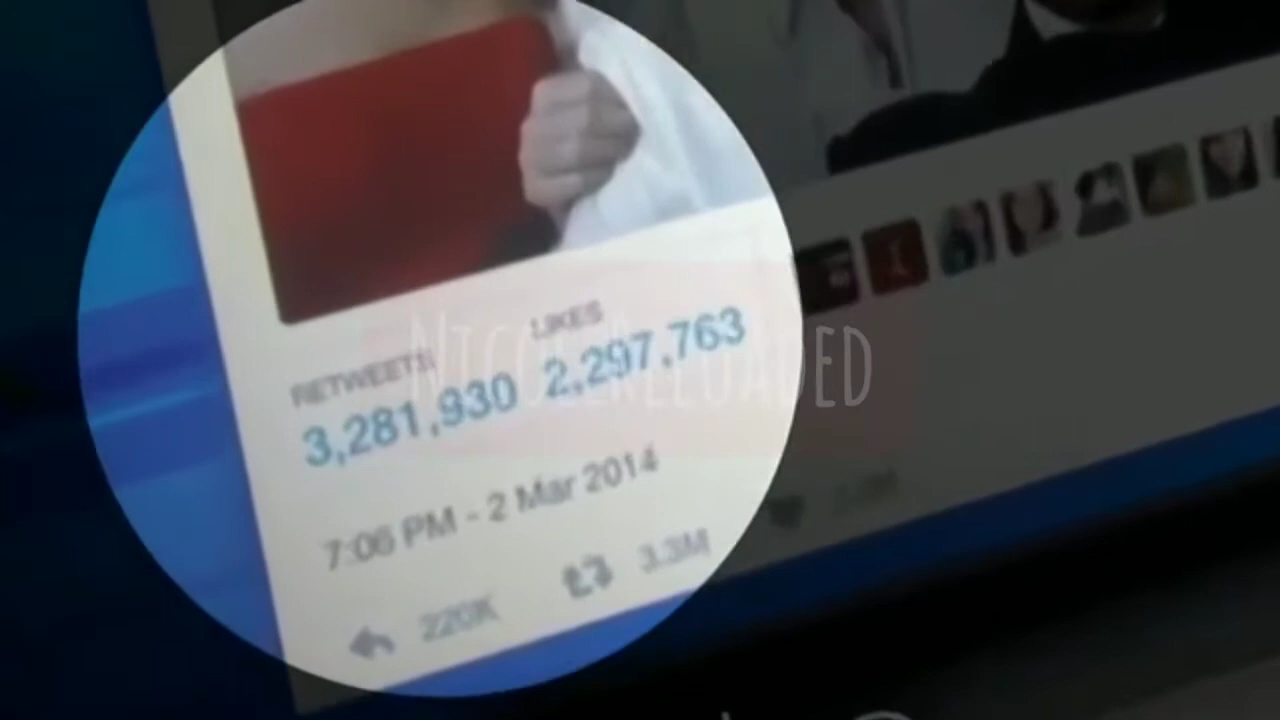 RETWEETS LIKES
3,281,930 2,297,763
7:06 PM - 2 Mar 2014
220K 3.3M